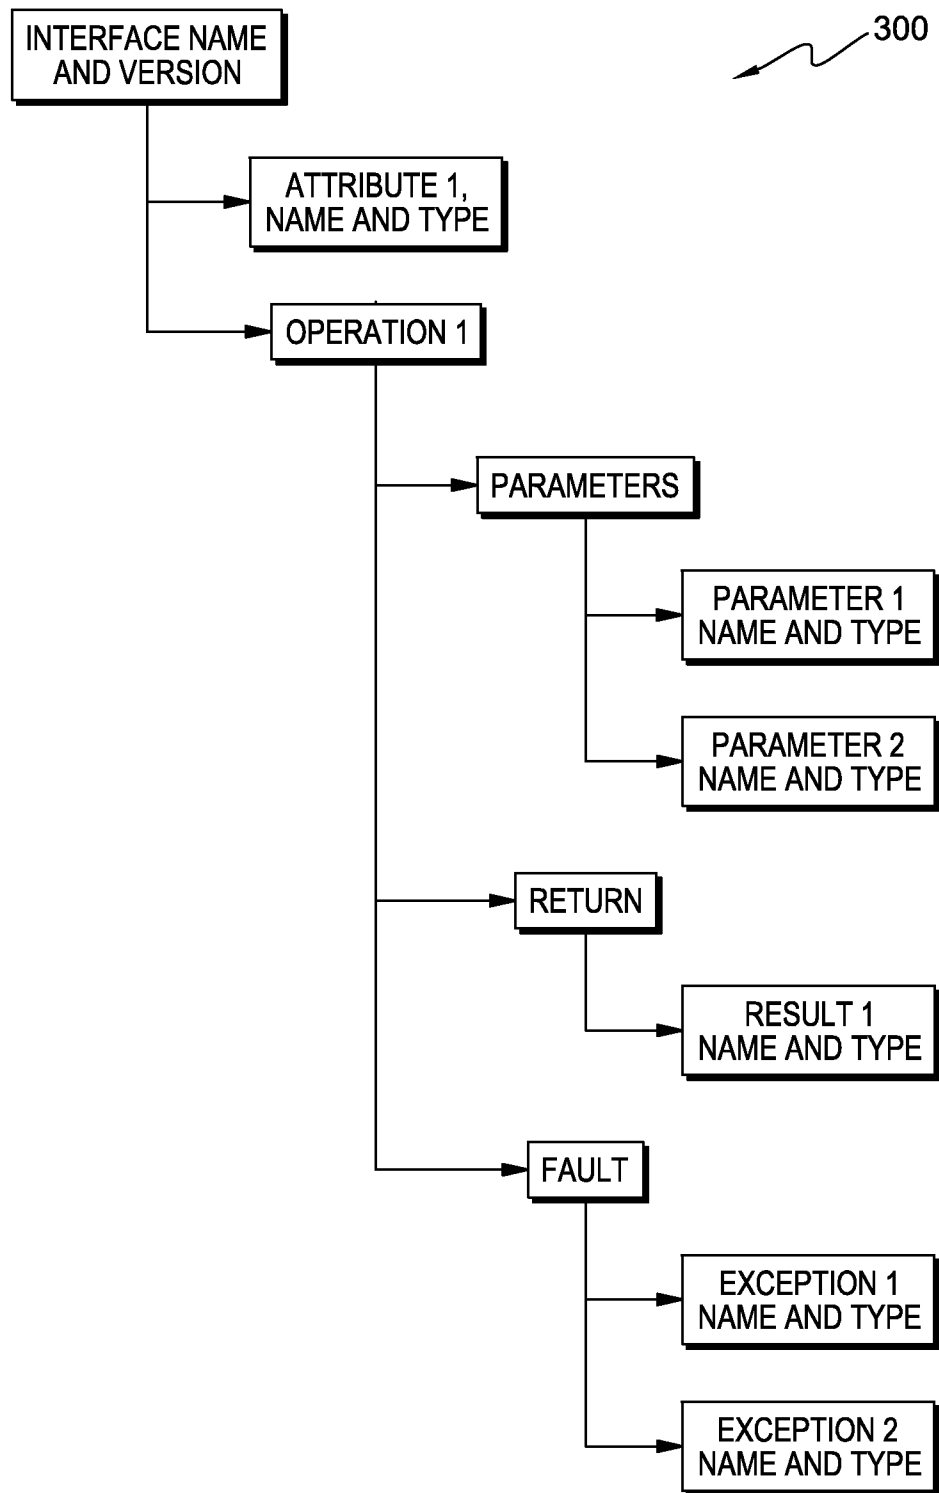 300
INTERFACE NAME
AND VERSION
ATTRIBUTE 1,
NAME AND TYPE
OPERATION 1
PARAMETERS
PARAMETER 1
NAME AND TYPE
PARAMETER 2
NAME AND TYPE
RETURN
RESULT 1
NAME AND TYPE
FAULT
EXCEPTION 1
NAME AND TYPE
EXCEPTION 2
NAME AND TYPE